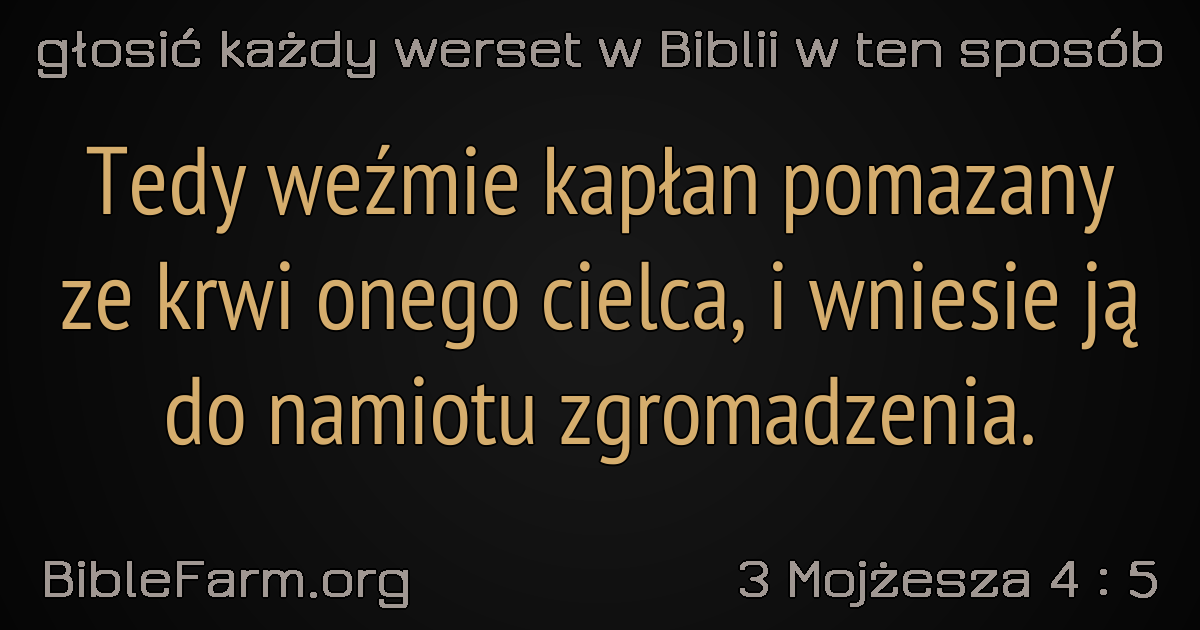 głosić każdy werset w Biblii w ten sposób
Tedy weźmie kapłan pomazany
ze krwi onego cielca, i wniesie ją
do namiotu zgromadzenia.
BibleFarm.org
3 Mojżesza 4 : 5